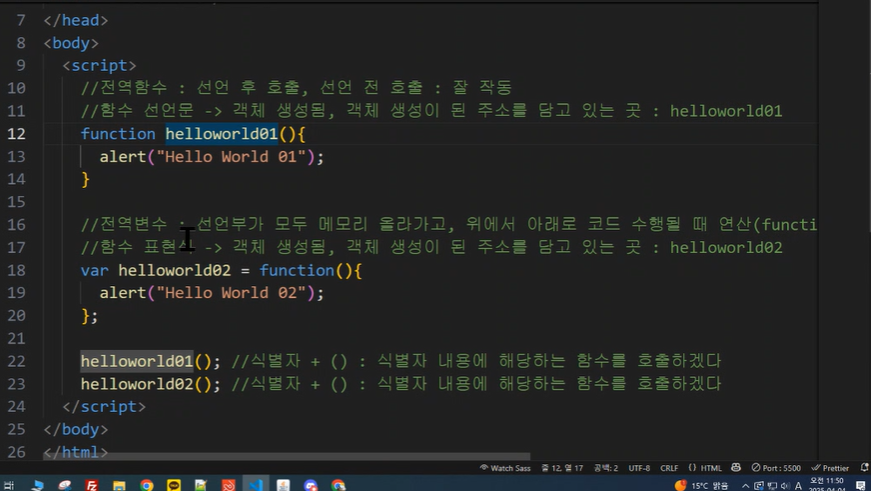 7 </head>
8 <body>
9 <script>
10 //전역함수 : 선언 후 호출, 선언 전 호출 : 잘 작동
11 //함수 선언문 -> 객체 생성됨, 객체 생성이 된 주소를 담고 있는 곳 : helloworld01
12 function helloworld01(){
13 alert("Hello World 01");
14 }
15
16 //전역변수 : 선언부가 모두 메모리 올라가고, 위에서 아래로 코드 수행될 때 연산(functi
17 //함수 표현식 -> 객체 생성됨, 객체 생성이 된 주소를 담고 있는 곳 : helloworld02
18 var helloworld02 = function(){
19 alert("Hello World 02");
20 };
21
22 helloworld01(); //식별자 + () : 식별자 내용에 해당하는 함수를 호출하겠다
23 helloworld02(); //식별자 + () : 식별자 내용에 해당하는 함수를 호출하겠다
24 </script>
25 </body>
26 </html>
Watch Sass 줄 12, 열 17 공백: 2 UTF-8 CRLF {} HTML Port : 5500 Prettier
15℃ 맑음 A 오전 11:50